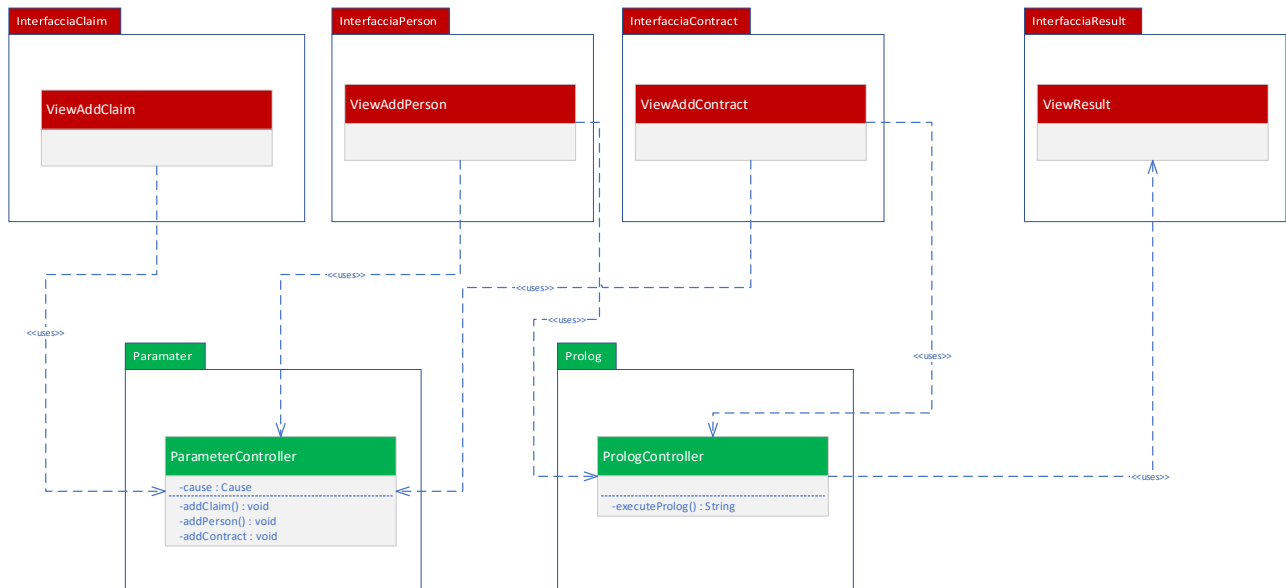 InterfacciaClaim
InterfacciaPerson
InterfacciaContract
InterfacciaResult
ViewAddClaim
ViewAddPerson
ViewAddContract
ViewResult
<<uses>>
<<uses>>
<<uses>>
<<uses>>
<<uses>>
Paramater
Prolog
ParameterController
-cause : Cause
-addClaim() : void
-addPerson() : void
-addContract : void
PrologController
-executeProlog() : String
<<uses>>